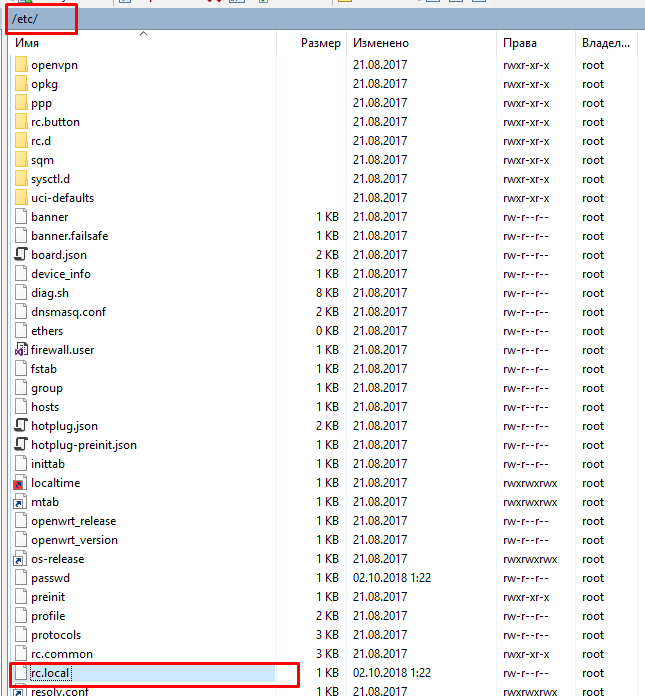 /etc/
Имя Размер Изменено Права Владел...
openvpn 21.08.2017 rwxr-xr-x root
opkg 21.08.2017 rwxr-xr-x root
ppp 21.08.2017 rwxr-xr-x root
rc.button 21.08.2017 rwxr-xr-x root
rc.d 21.08.2017 rwxr-xr-x root
sqm 21.08.2017 rwxr-xr-x root
sysctl.d 21.08.2017 rwxr-xr-x root
uci-defaults 21.08.2017 rwxr-xr-x root
banner 1 KB 21.08.2017 rw-r--r-- root
banner.failsafe 1 KB 21.08.2017 rw-r--r-- root
board.json 2 KB 21.08.2017 rw-r--r-- root
device_info 1 KB 21.08.2017 rw-r--r-- root
diag.sh 8 KB 21.08.2017 rw-r--r-- root
dnsmasq.conf 2 KB 21.08.2017 rw-r--r-- root
ethers 0 KB 21.08.2017 rw-r--r-- root
firewall.user 1 KB 21.08.2017 rw-r--r-- root
fstab 1 KB 21.08.2017 rw-r--r-- root
group 1 KB 21.08.2017 rw-r--r-- root
hosts 1 KB 21.08.2017 rw-r--r-- root
hotplug.json 2 KB 21.08.2017 rw-r--r-- root
hotplug-preinit.json 1 KB 21.08.2017 rw-r--r-- root
inittab 1 KB 21.08.2017 rw-r--r-- root
localtime 1 KB 21.08.2017 rwxrwxrwx root
mtab 1 KB 21.08.2017 rwxrwxrwx root
openwrt_release 1 KB 21.08.2017 rw-r--r-- root
openwrt_version 1 KB 21.08.2017 rw-r--r-- root
os-release 1 KB 21.08.2017 rwxrwxrwx root
passwd 1 KB 02.10.2018 1:22 rw-r--r-- root
preinit 1 KB 21.08.2017 rwxr-xr-x root
profile 2 KB 21.08.2017 rw-r--r-- root
protocols 3 KB 21.08.2017 rw-r--r-- root
rc.common 3 KB 21.08.2017 rwxr-xr-x root
rc.local 1 KB 02.10.2018 1:22 rw-r--r-- root
resolv.conf 1 KB 21.08.2017 rwxrwxrwx root